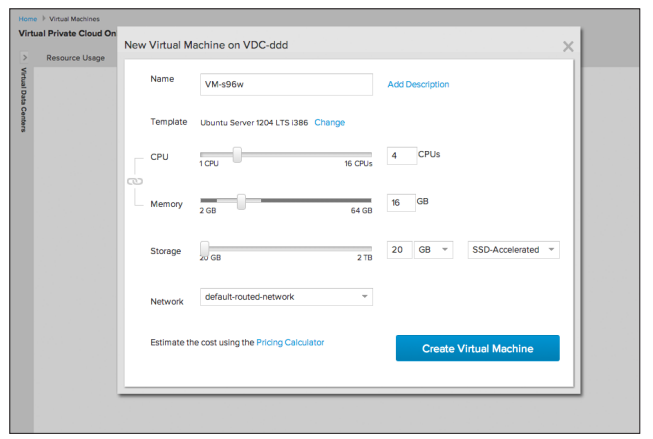 Home Virtual Machines
Virtual Private Cloud On
Resource Usage
Virtual Data Centers
New Virtual Machine on VDC-ddd
Name VM-s96w Add Description
Template Ubuntu Server 1204 LTS i386 Change
CPU 1 CPU 16 CPUs 4 CPUs
Memory 2 GB 64 GB 16 GB
Storage 20 GB 2 TB 20 GB SSD-Accelerated
Network default-routed-network
Estimate the cost using the Pricing Calculator
Create Virtual Machine